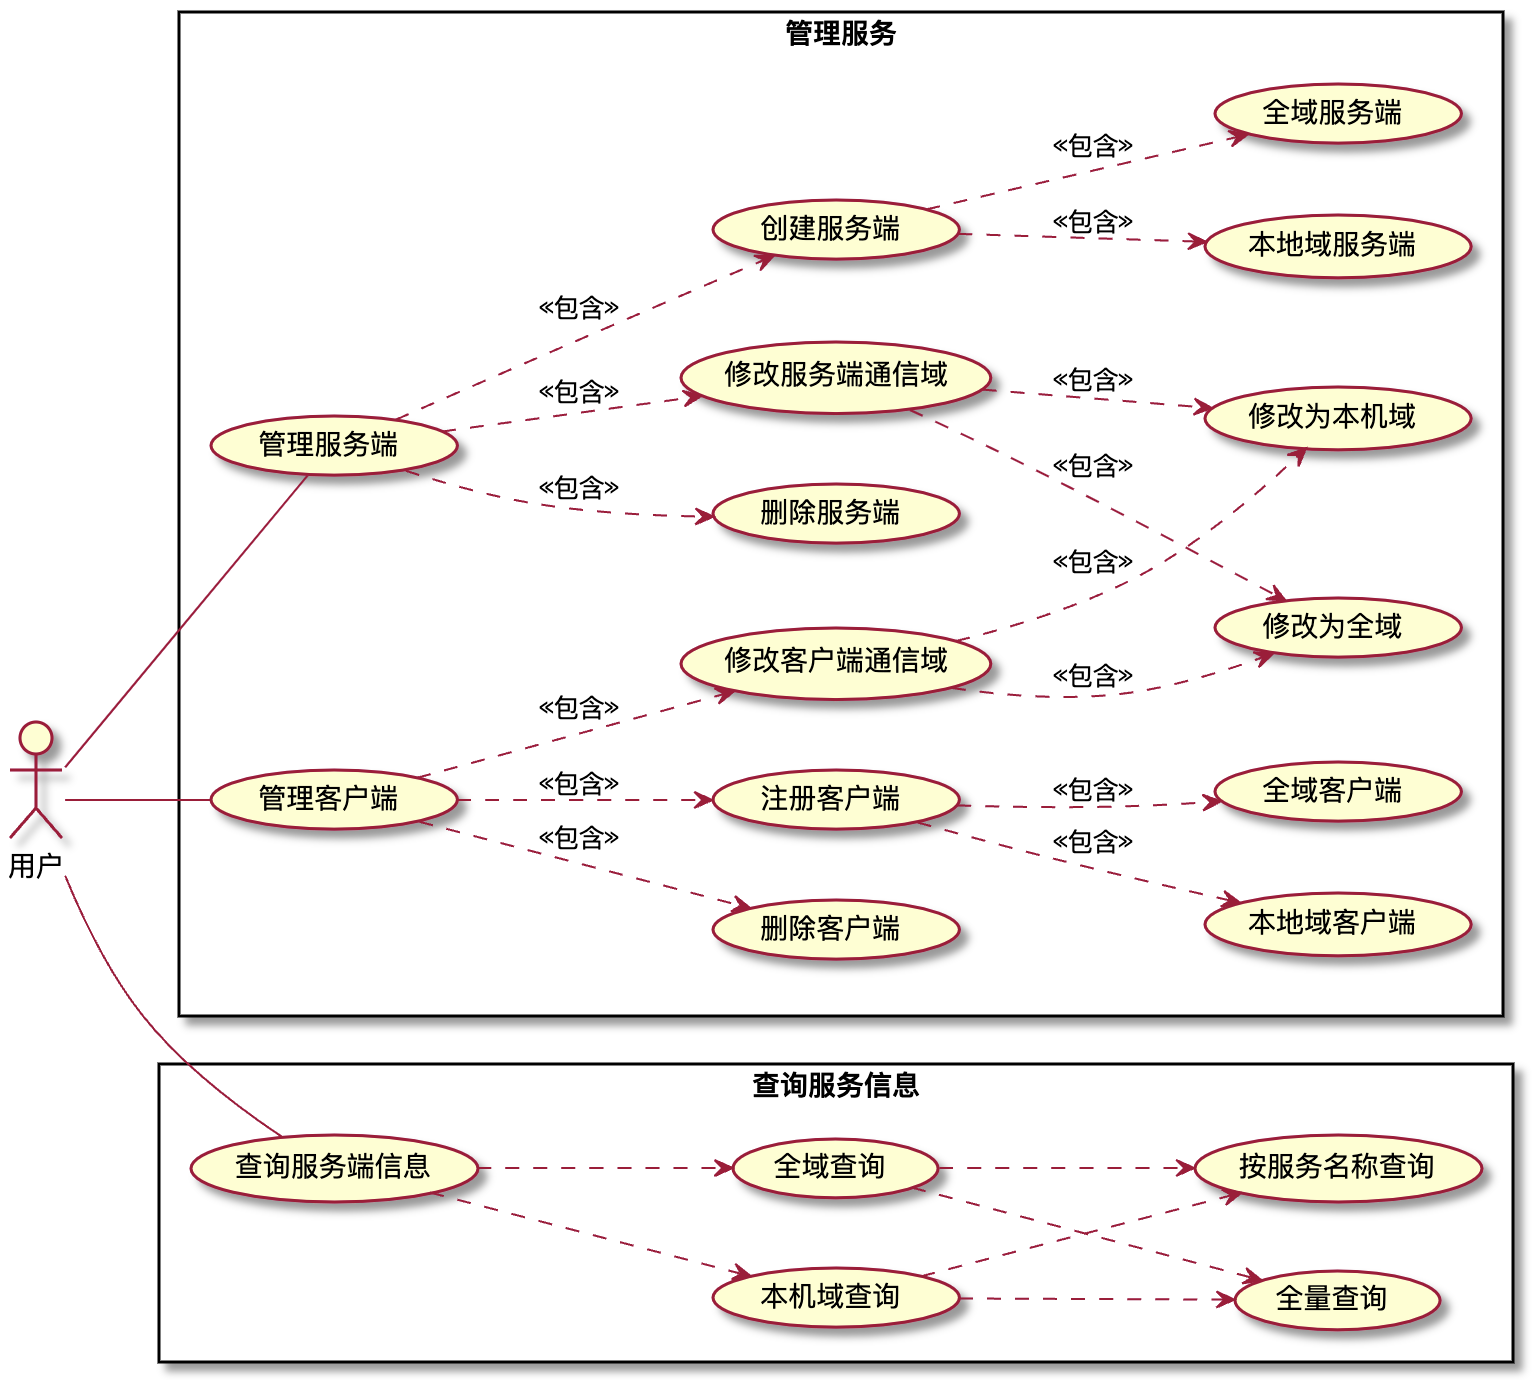 管理服务
全域服务端
《包含》
创建服务端
《包含》
本地域服务端
《包含》
修改服务端通信域
《包含》
修改为本机域
《包含》
管理服务端
《包含》
《包含》
删除服务端
《包含》
修改为全域
修改客户端通信域
《包含》
《包含》
管理客户端
《包含》
注册客户端
《包含》
全域客户端
《包含》
《包含》
用户
删除客户端
本地域客户端
查询服务信息
查询服务端信息
全域查询
按服务名称查询
本机域查询
全量查询